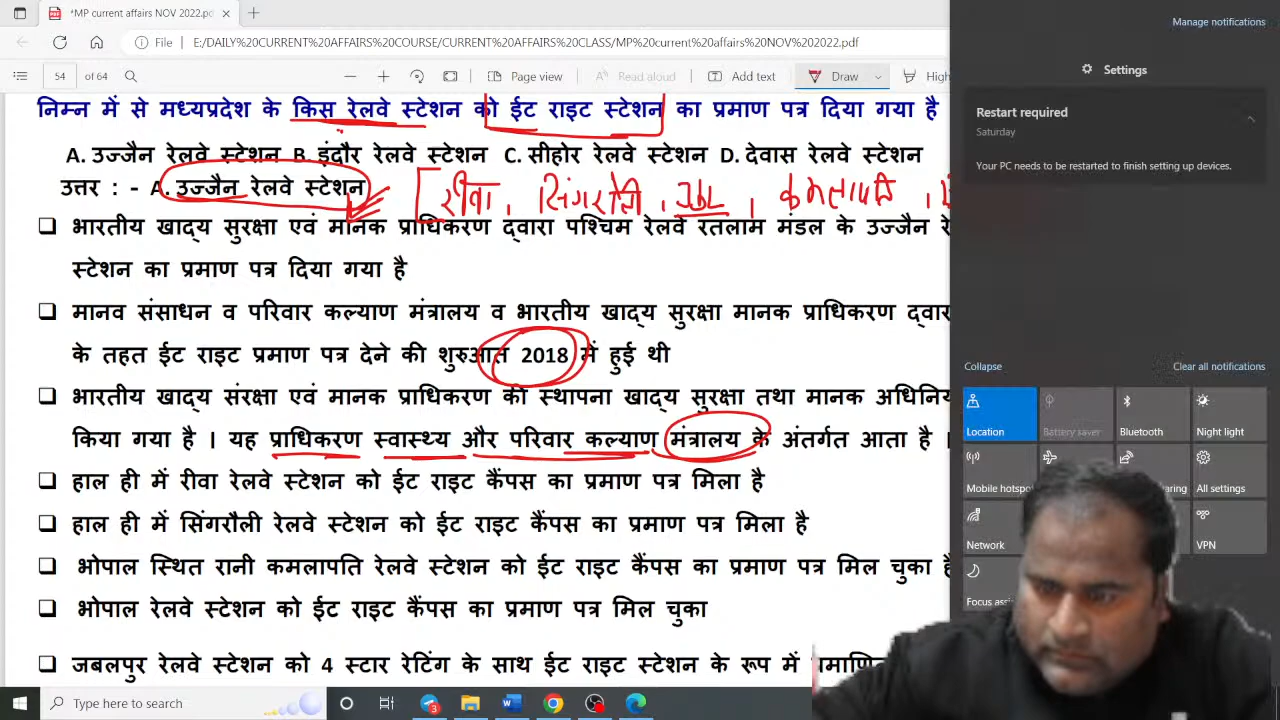 *MP current affairs NOV 2022.pd
File E:/DAILY%20CURRENT%20AFFAIRS%20COURSE/CURRENT%20AFFAIRS%20CLASS/MP%20current%20affairs%20NOV%202022.pdf
54 of 64 Page view Read aloud Add text Draw High
निम्न में से मध्यप्रदेश के किस रेलवे स्टेशन को ईट राइट स्टेशन का प्रमाण पत्र दिया गया है
A. उज्जैन रेलवे स्टेशन B. इंदौर रेलवे स्टेशन C. सीहोर रेलवे स्टेशन D. देवास रेलवे स्टेशन
उत्तर : - A. उज्जैन रेलवे स्टेशन
रीवा, सिंगरौली, JBL, कमलापति,
भारतीय खाद्य सुरक्षा एवं मानक प्राधिकरण द्वारा पश्चिम रेलवे रतलाम मंडल के उज्जैन रे
स्टेशन का प्रमाण पत्र दिया गया है
मानव संसाधन व परिवार कल्याण मंत्रालय व भारतीय खाद्य सुरक्षा मानक प्राधिकरण द्वार
के तहत ईट राइट प्रमाण पत्र देने की शुरुआत 2018 में हुई थी
भारतीय खाद्य संरक्षा एवं मानक प्राधिकरण की स्थापना खाद्य सुरक्षा तथा मानक अधिनिय
किया गया है । यह प्राधिकरण स्वास्थ्य और परिवार कल्याण मंत्रालय के अंतर्गत आता है ।
हाल ही में रीवा रेलवे स्टेशन को ईट राइट कैंपस का प्रमाण पत्र मिला है
हाल ही में सिंगरौली रेलवे स्टेशन को ईट राइट कैंपस का प्रमाण पत्र मिला है
भोपाल स्थित रानी कमलापति रेलवे स्टेशन को ईट राइट कैंपस का प्रमाण पत्र मिल चुका है
भोपाल रेलवे स्टेशन को ईट राइट कैंपस का प्रमाण पत्र मिल चुका
जबलपुर रेलवे स्टेशन को 4 स्टार रेटिंग के साथ ईट राइट स्टेशन के रूप में
Type here to search
3
Manage notifications
Settings
Restart required
Saturday
Your PC needs to be restarted to finish setting up devices.
Collapse Clear all notifications
Location Battery saver Bluetooth Night light
Mobile hotspot All settings
Network VPN
Focus assi